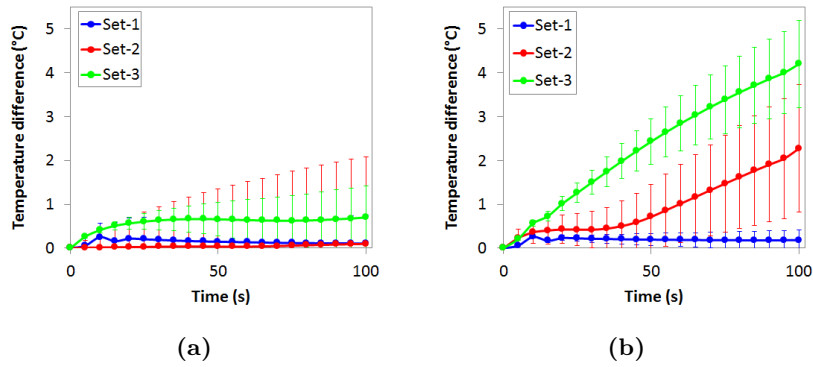 Temperature difference (°C)
5
4
3
2
1
0
Set-1
Set-2
Set-3
0
50
100
Time (s)
(a)
Temperature difference (°C)
5
4
3
2
1
0
Set-1
Set-2
Set-3
0
50
100
Time (s)
(b)